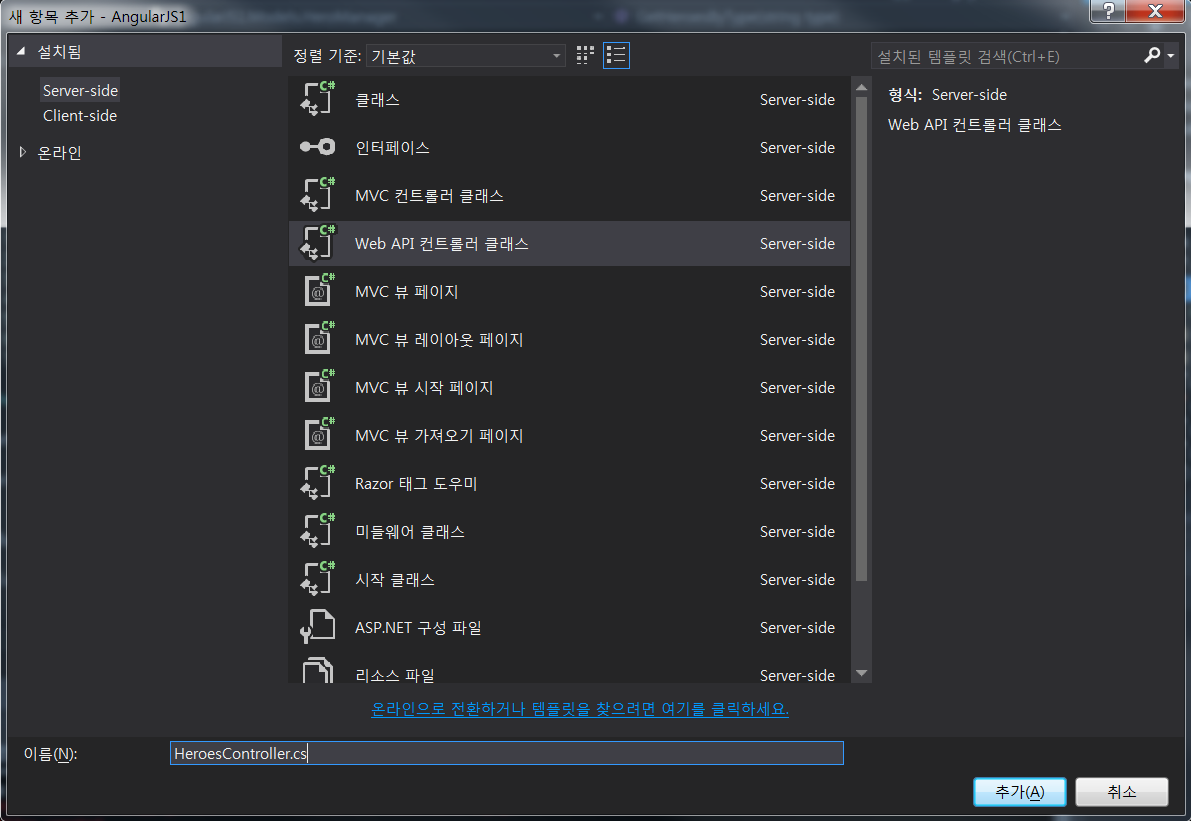 새 항목 추가 - AngularJS1
설치됨
Server-side
Client-side
온라인
정렬 기준: 기본값
설치된 템플릿 검색(Ctrl+E)
클래스 Server-side
인터페이스 Server-side
MVC 컨트롤러 클래스 Server-side
Web API 컨트롤러 클래스 Server-side
MVC 뷰 페이지 Server-side
MVC 뷰 레이아웃 페이지 Server-side
MVC 뷰 시작 페이지 Server-side
MVC 뷰 가져오기 페이지 Server-side
Razor 태그 도우미 Server-side
미들웨어 클래스 Server-side
시작 클래스 Server-side
ASP.NET 구성 파일 Server-side
리소스 파일 Server-side
형식: Server-side
Web API 컨트롤러 클래스
온라인으로 전환하거나 템플릿을 찾으려면 여기를 클릭하세요.
이름(N): HeroesController.cs
추가(A) 취소